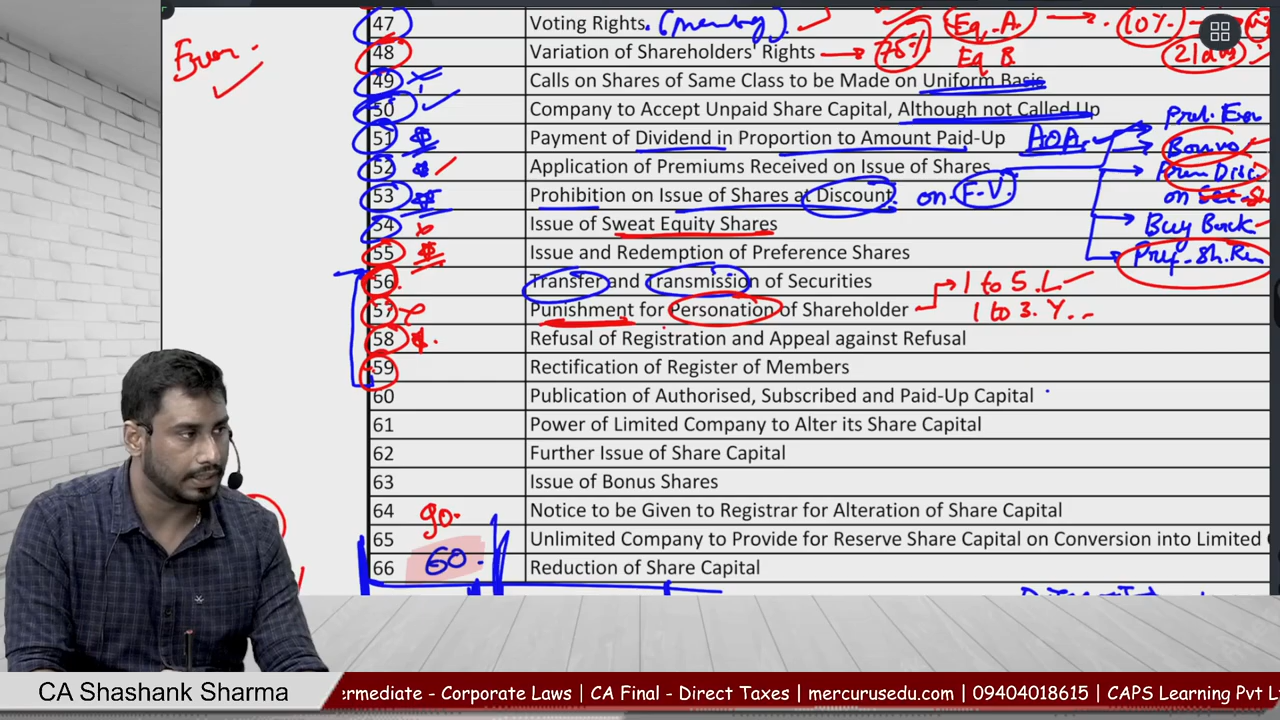 47 Voting Rights. → Eq. A → 10%
48 Variation of Shareholders' Rights → 75% Eq B 21 days
49 Calls on Shares of Same Class to be Made on Uniform Basis
50 Company to Accept Unpaid Share Capital, Although not Called Up
51 Payment of Dividend in Proportion to Amount Paid-Up AOA
52 Application of Premiums Received on Issue of Shares Bonus
53 Prohibition on Issue of Shares at Discount on F.V.
54 Issue of Sweat Equity Shares Buy Back
55 Issue and Redemption of Preference Shares Pref. Sh.
56 Transfer and Transmission of Securities → 1 to 5. L
57 Punishment for Personation of Shareholder 1 to 3. Y.
58 Refusal of Registration and Appeal against Refusal
59 Rectification of Register of Members
60 Publication of Authorised, Subscribed and Paid-Up Capital
61 Power of Limited Company to Alter its Share Capital
62 Further Issue of Share Capital
63 Issue of Bonus Shares
64 90. Notice to be Given to Registrar for Alteration of Share Capital
65 Unlimited Company to Provide for Reserve Share Capital on Conversion into Limited
66 60. Reduction of Share Capital
CA Shashank Sharma
ermediate - Corporate Laws | CA Final - Direct Taxes | mercurusedu.com | 09404018615 | CAPS Learning Pvt L